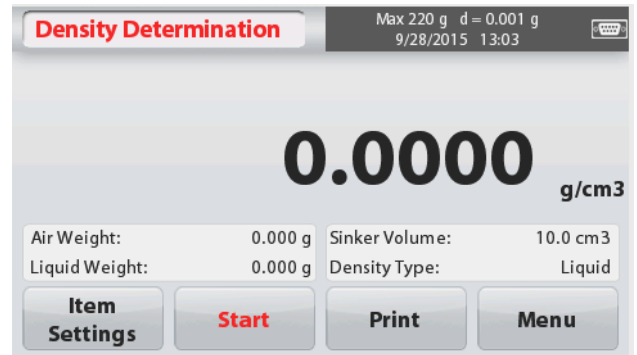 Density Determination
Max 220 g d = 0.001 g
9/28/2015 13:03
0.0000
g/cm3
Air Weight: 0.000 g
Sinker Volume: 10.0 cm3
Liquid Weight: 0.000 g
Density Type: Liquid
Item
Settings
Start
Print
Menu